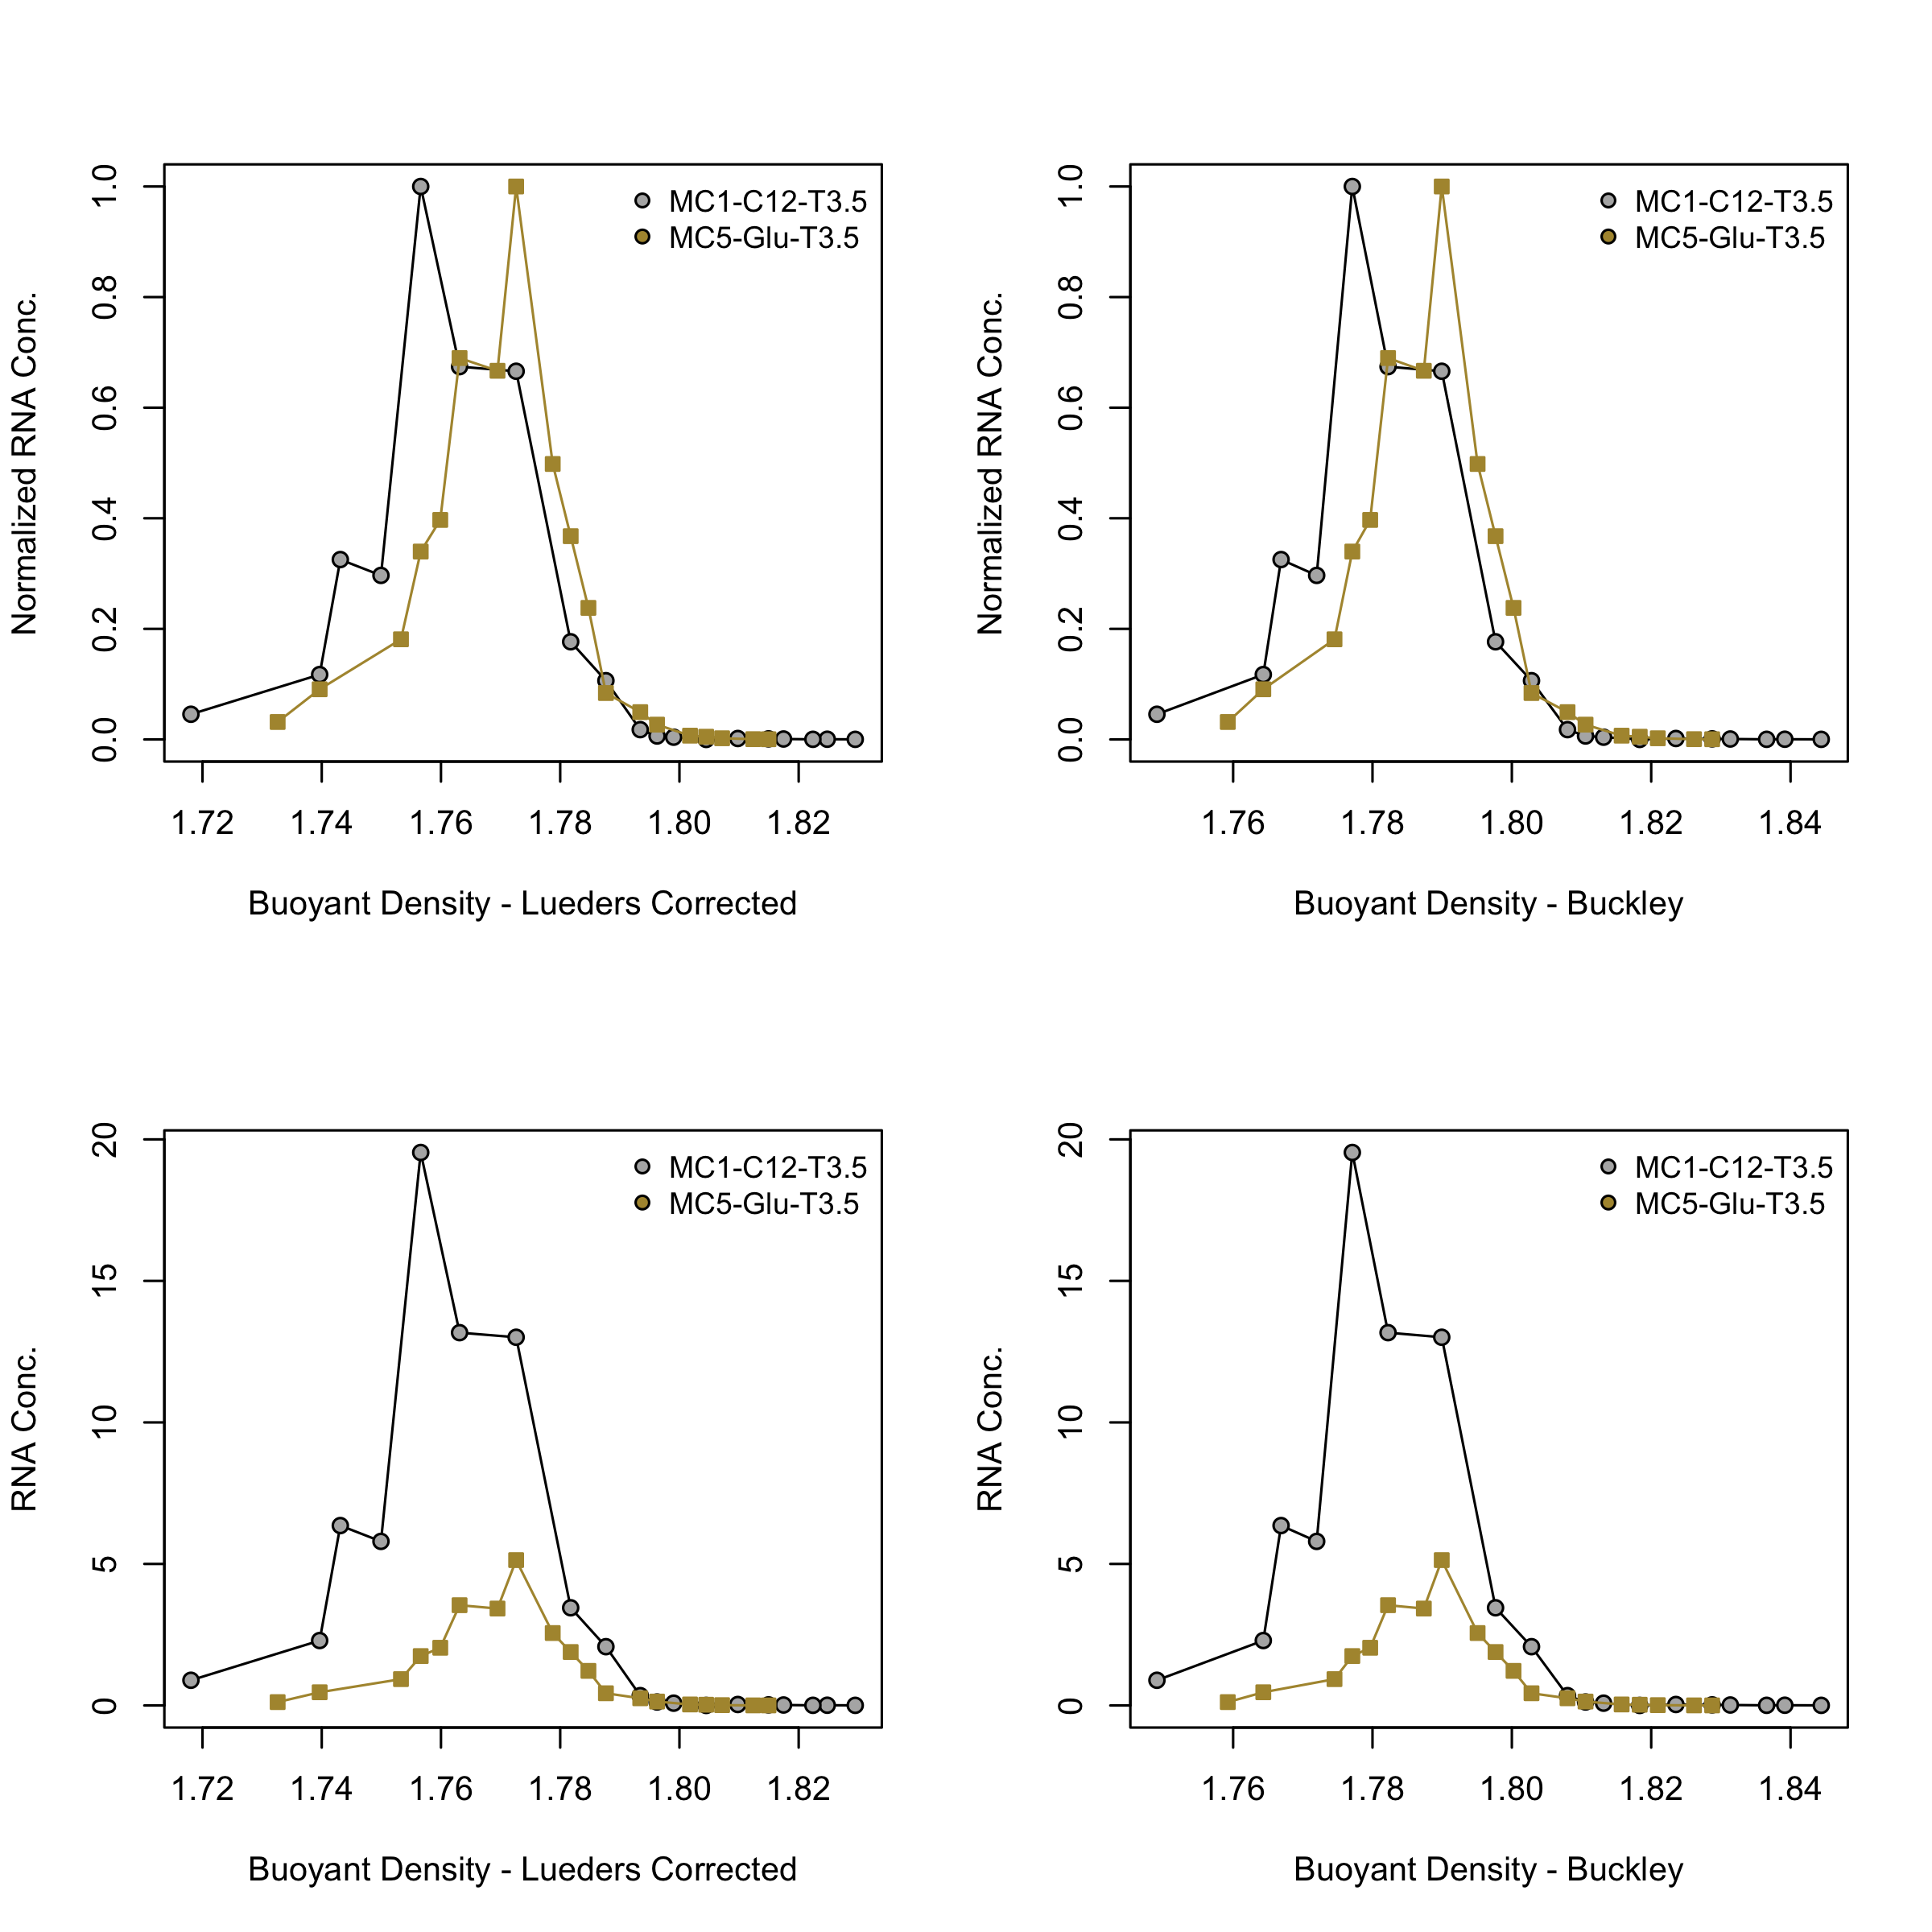 Normalized RNA Conc.
1.0
0.8
0.6
0.4
0.2
0.0
MC1-C12-T3.5
MC5-Glu-T3.5
1.72 1.74 1.76 1.78 1.80 1.82
Buoyant Density - Lueders Corrected
Normalized RNA Conc.
1.0
0.8
0.6
0.4
0.2
0.0
MC1-C12-T3.5
MC5-Glu-T3.5
1.76 1.78 1.80 1.82 1.84
Buoyant Density - Buckley
RNA Conc.
20
15
10
5
0
MC1-C12-T3.5
MC5-Glu-T3.5
1.72 1.74 1.76 1.78 1.80 1.82
Buoyant Density - Lueders Corrected
RNA Conc.
20
15
10
5
0
MC1-C12-T3.5
MC5-Glu-T3.5
1.76 1.78 1.80 1.82 1.84
Buoyant Density - Buckley